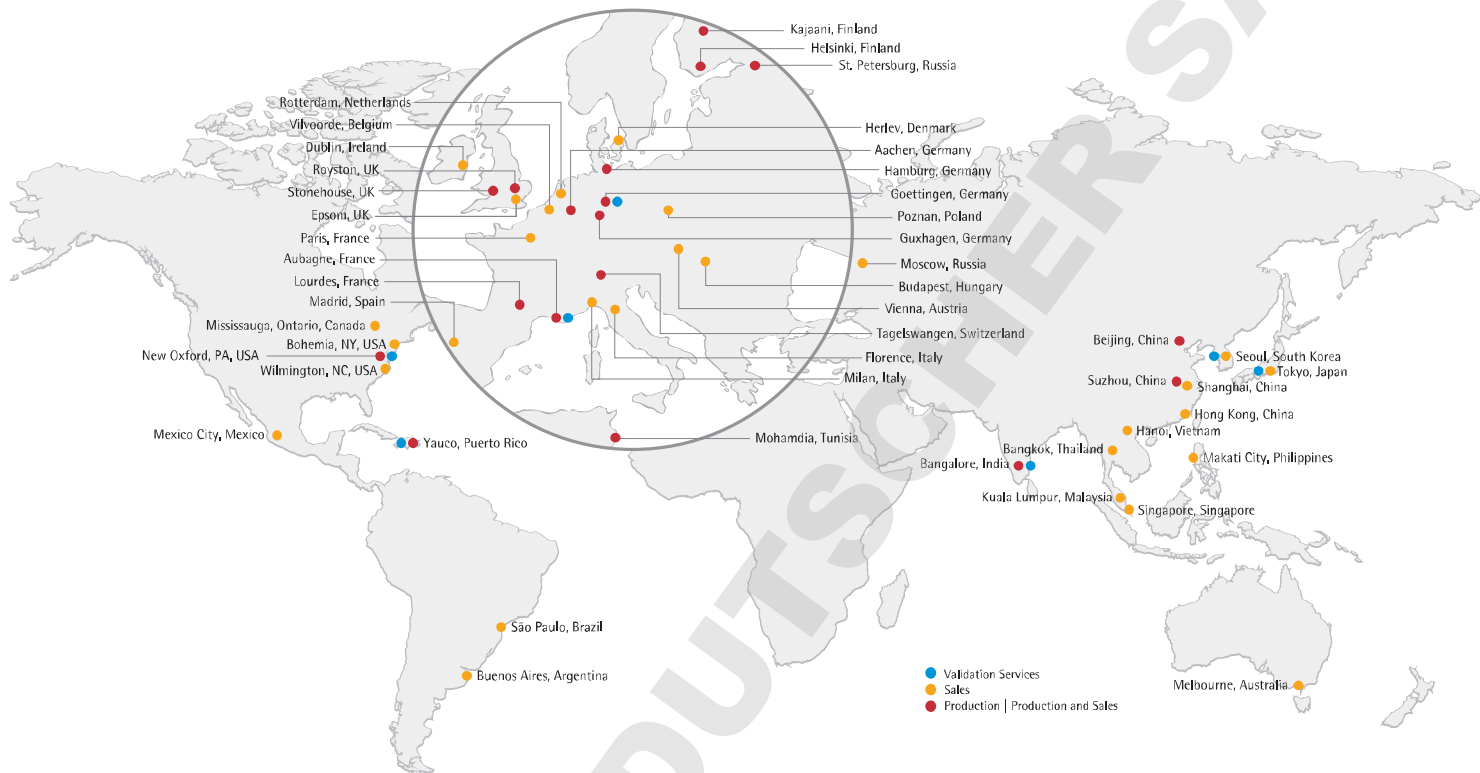 Kajaani, Finland
Helsinki, Finland
St. Petersburg, Russia
Rotterdam, Netherlands
Vilvoorde, Belgium
Dublin, Ireland
Royston, UK
Stonehouse, UK
Epsom, UK
Paris, France
Aubagne, France
Lourdes, France
Madrid, Spain
Herlev, Denmark
Aachen, Germany
Hamburg, Germany
Goettingen, Germany
Poznan, Poland
Guxhagen, Germany
Moscow, Russia
Budapest, Hungary
Vienna, Austria
Tagelswangen, Switzerland
Florence, Italy
Milan, Italy
Mississauga, Ontario, Canada
Bohemia, NY, USA
New Oxford, PA, USA
Wilmington, NC, USA
Mexico City, Mexico
Yauco, Puerto Rico
Mohamdia, Tunisia
Beijing, China
Seoul, South Korea
Tokyo, Japan
Suzhou, China
Shanghai, China
Hong Kong, China
Hanoi, Vietnam
Bangkok, Thailand
Bangalore, India
Makati City, Philippines
Kuala Lumpur, Malaysia
Singapore, Singapore
São Paulo, Brazil
Buenos Aires, Argentina
Melbourne, Australia
Validation Services
Sales
Production | Production and Sales
DUTSCHER SA